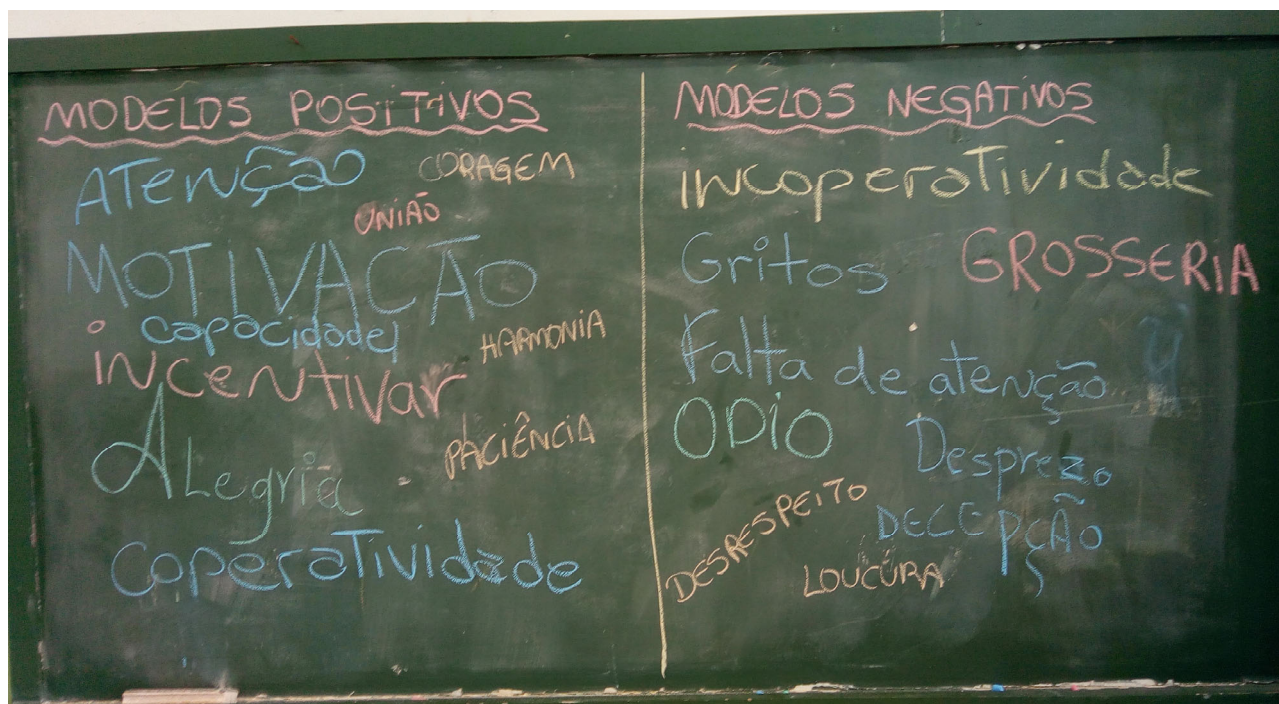 MODELOS POSITIVOS
ATenção CORAGEM
UNIÃO
MOTIVAÇÃO
capacidade
HARMONIA
iNCeNtiVar
ALegria
PACIÊNCIA
CoperaTividade
MODELOS NEGATIVOS
iNCoperaTividade
Gritos GROSSERIA
Falta de atenção
ODIO
Desprezo
DESRESPEITO
DECEPÇÃO
LOUCURA